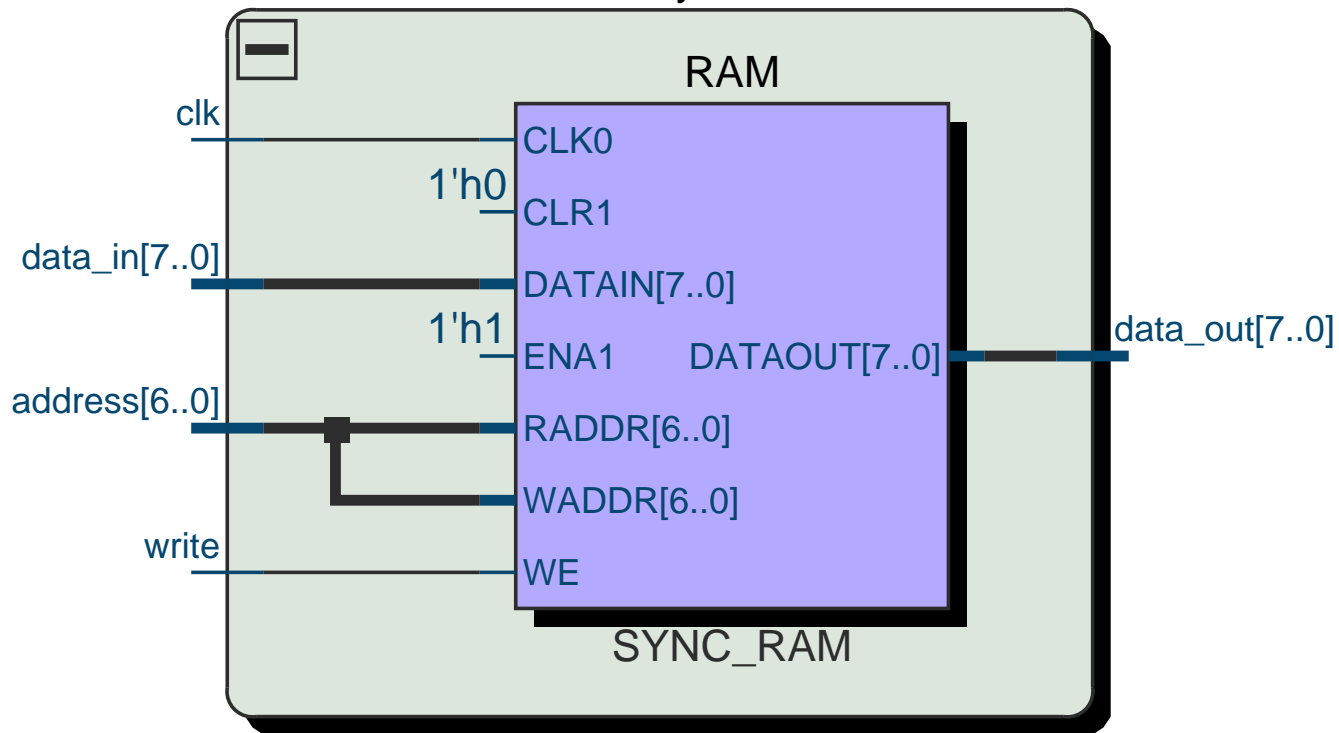 RAM
clk
CLK0
1'h0
CLR1
data_in[7..0]
DATAIN[7..0]
1'h1
ENA1
DATAOUT[7..0]
data_out[7..0]
address[6..0]
RADDR[6..0]
WADDR[6..0]
write
WE
SYNC_RAM